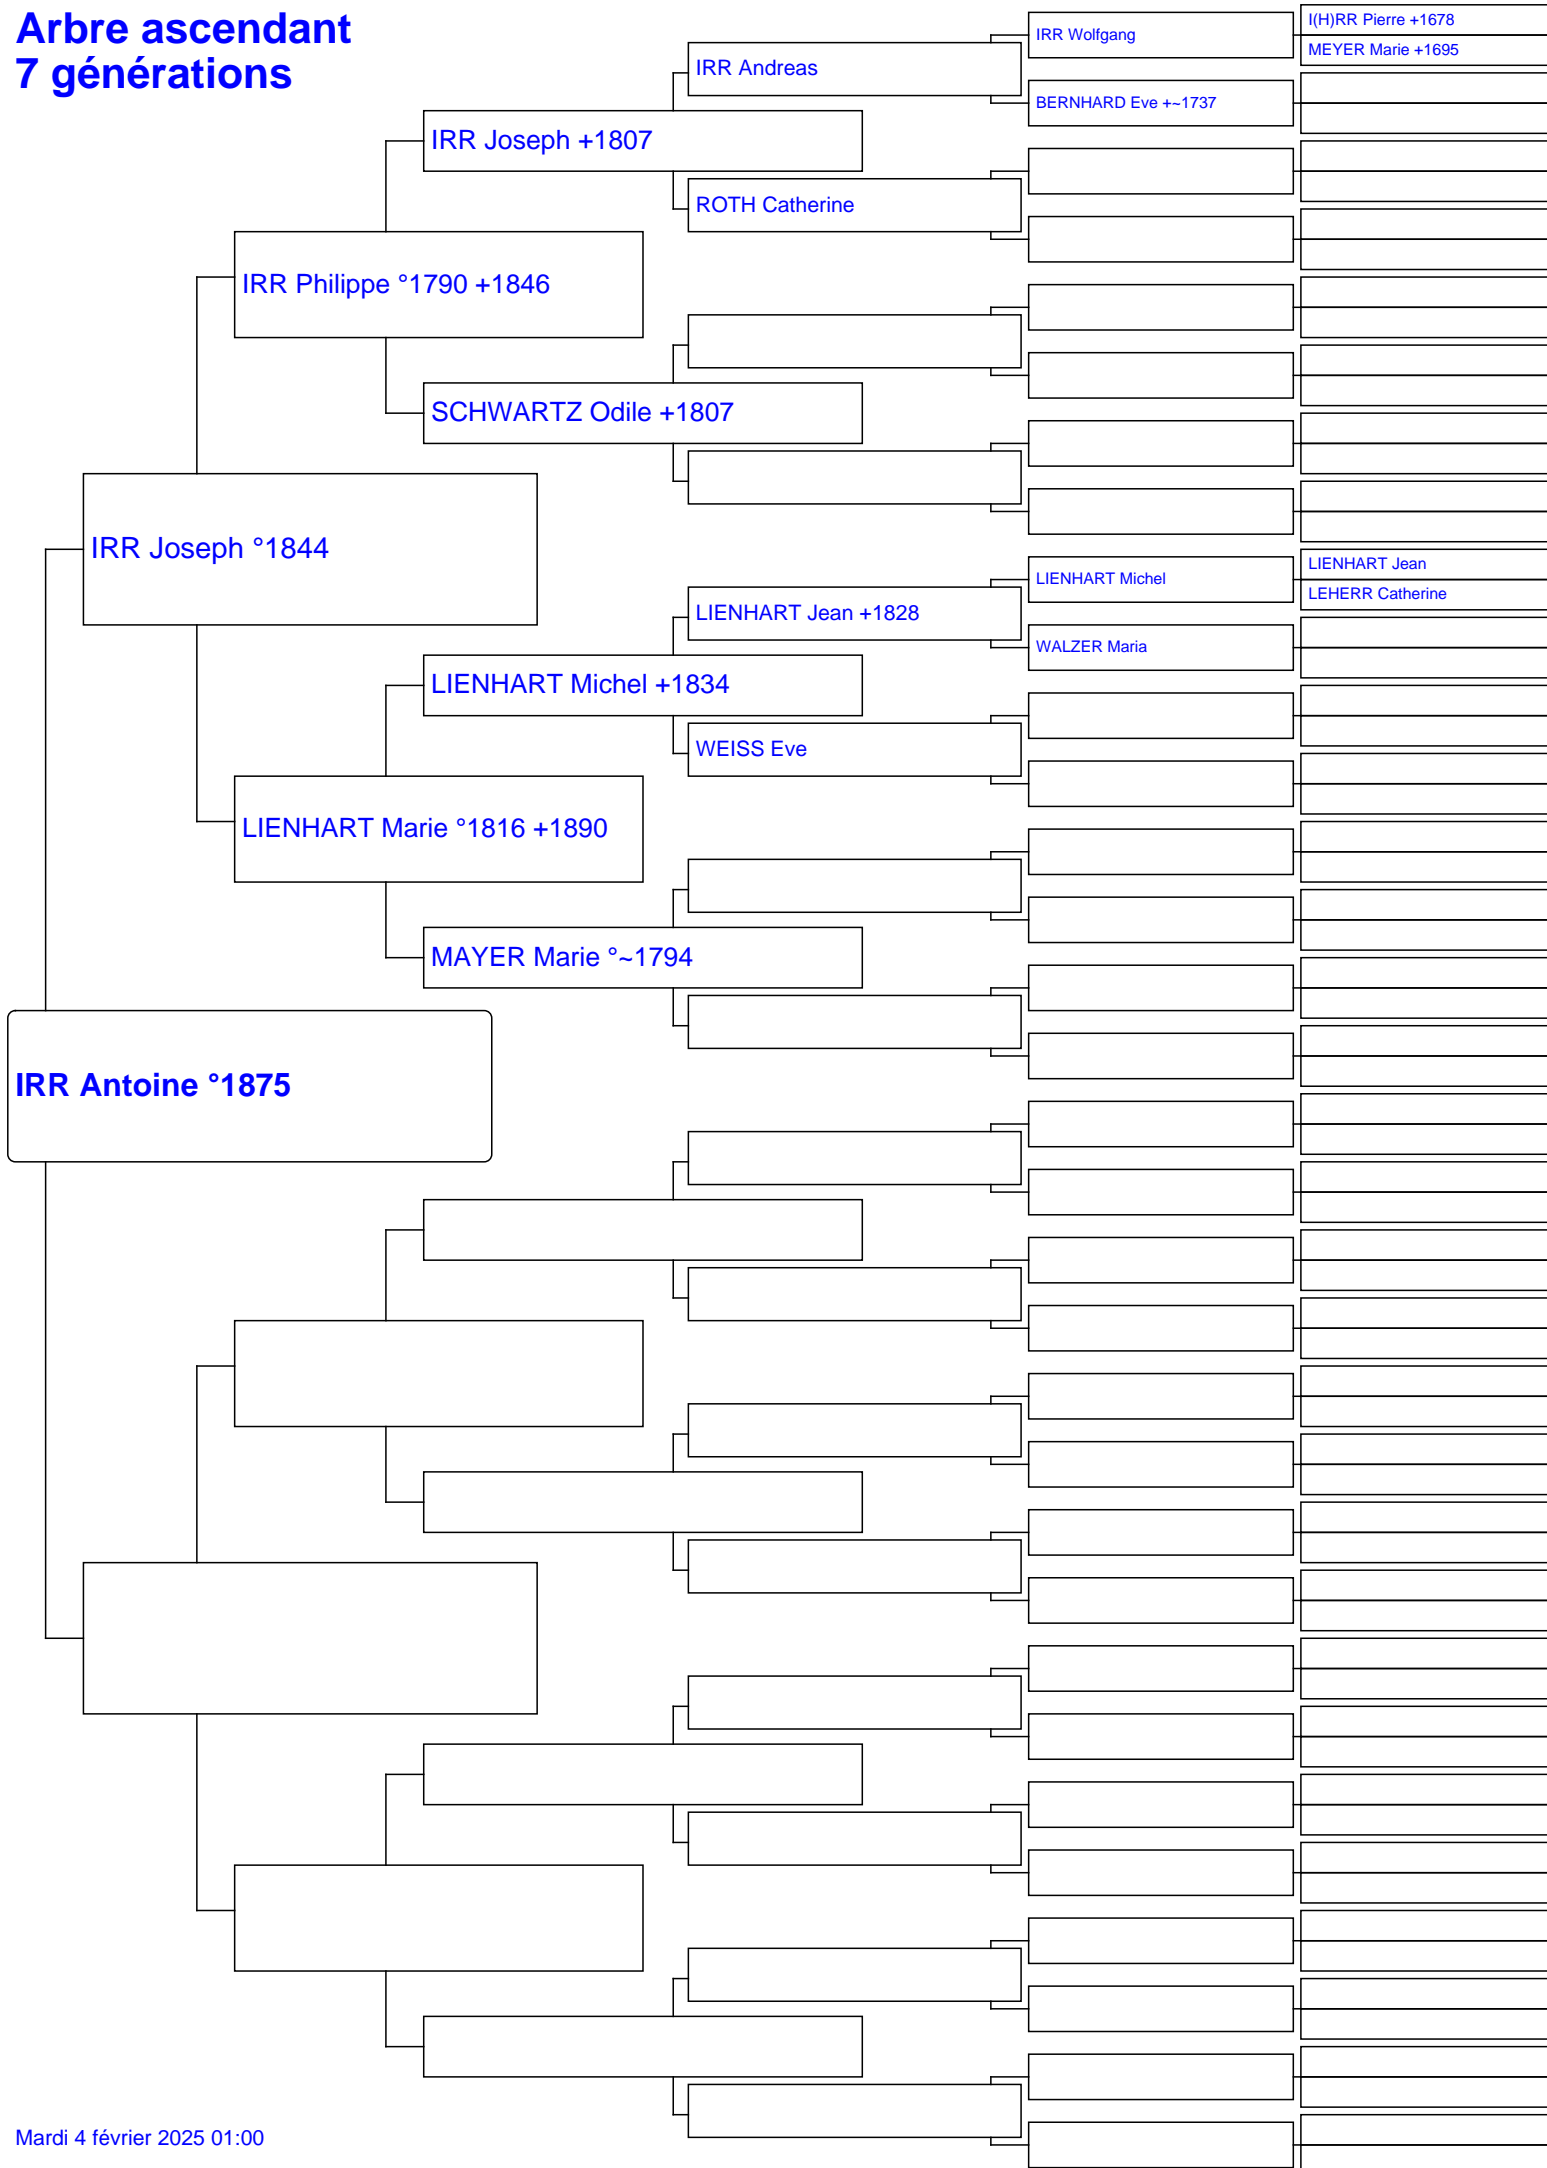 Arbre ascendant
7 générations
I(H)RR Pierre +1678
IRR Wolfgang
MEYER Marie +1695
IRR Andreas
BERNHARD Eve +~1737
IRR Joseph +1807
ROTH Catherine
IRR Philippe °1790 +1846
SCHWARTZ Odile +1807
IRR Joseph °1844
LIENHART Jean
LIENHART Michel
LEHERR Catherine
LIENHART Jean +1828
WALZER Maria
LIENHART Michel +1834
WEISS Eve
LIENHART Marie °1816 +1890
MAYER Marie °~1794
IRR Antoine °1875
Mardi 4 février 2025 01:00